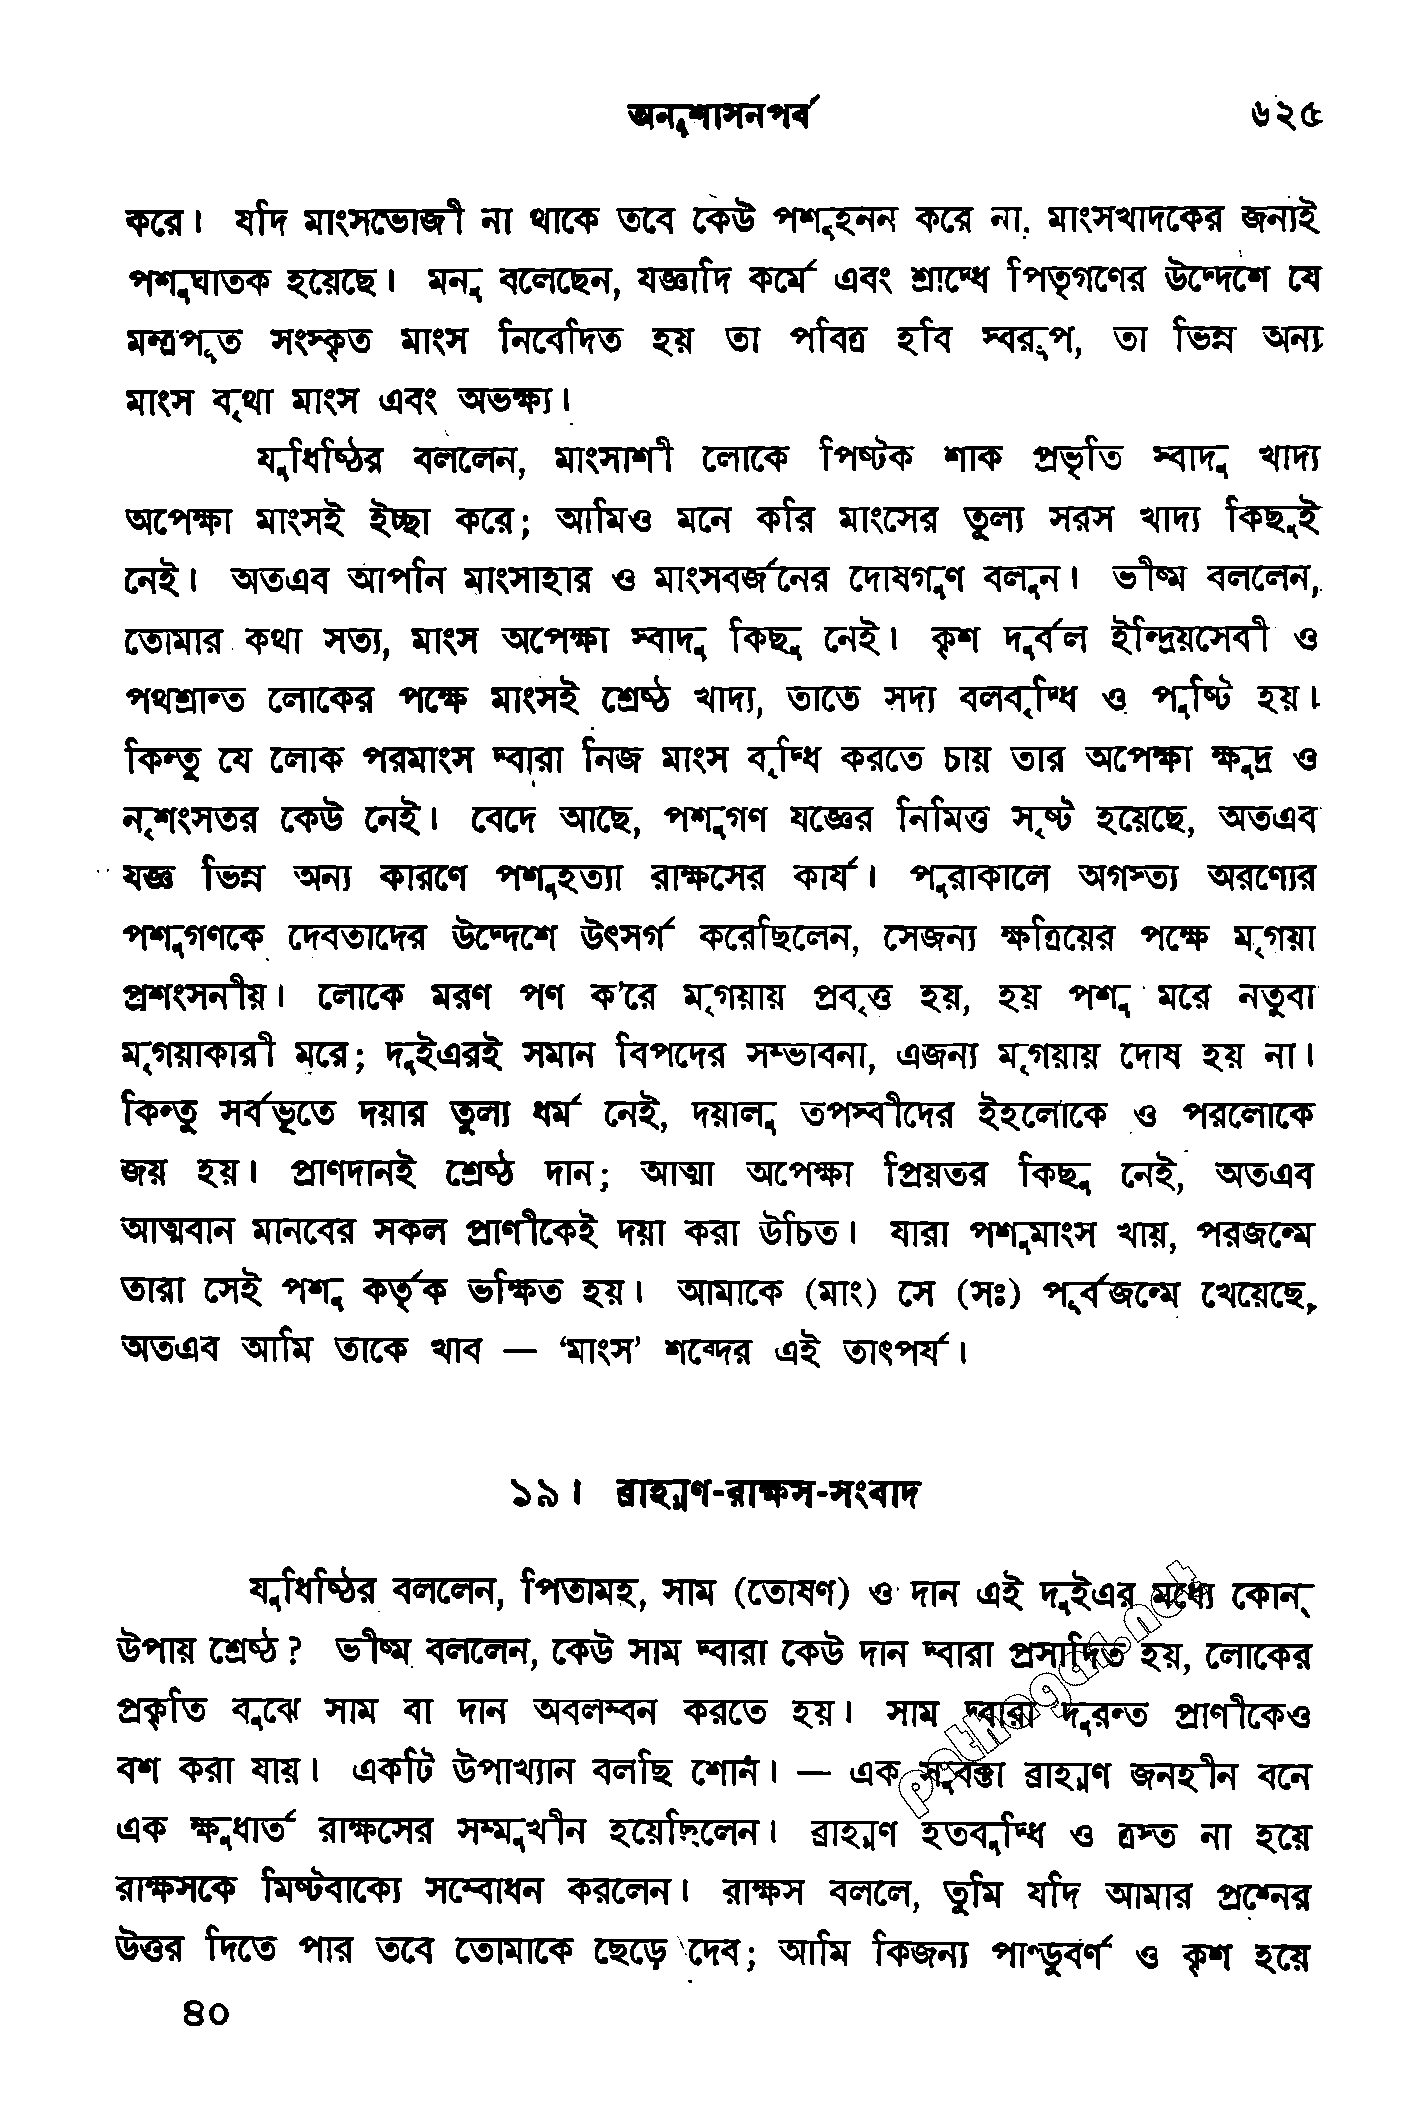 অনুশাসনপর্ব ৬২৫
করে। যদি মাংসভোজী না থাকে তবে কেউ পশুহনন করে না, মাংসখাদকের জন্যই
পশুঘাতক হয়েছে। মনু বলেছেন, যজ্ঞাদি কর্মে এবং শ্রাদ্ধে পিতৃগণের উদ্দেশে যে
মন্ত্রপূত সংস্কৃত মাংস নিবেদিত হয় তা পবিত্র হবি স্বরূপ, তা ভিন্ন অন্য
মাংস বৃথা মাংস এবং অভক্ষ্য।
যুধিষ্ঠির বললেন, মাংসাশী লোকে পিষ্টক শাক প্রভৃতি স্বাদু খাদ্য
অপেক্ষা মাংসই ইচ্ছা করে; আমিও মনে করি মাংসের তুল্য সরস খাদ্য কিছুই
নেই। অতএব আপনি মাংসাহার ও মাংসবর্জনের দোষগুণ বলুন। ভীষ্ম বললেন,
তোমার কথা সত্য, মাংস অপেক্ষা স্বাদু কিছু নেই। কৃশ দুর্বল ইন্দ্রিয়সেবী ও
পথশ্রান্ত লোকের পক্ষে মাংসই শ্রেষ্ঠ খাদ্য, তাতে সদ্য বলবৃদ্ধি ও পুষ্টি হয়।
কিন্তু যে লোক পরমাংস দ্বারা নিজ মাংস বৃদ্ধি করতে চায় তার অপেক্ষা ক্ষুদ্র ও
নৃশংসতর কেউ নেই। বেদে আছে, পশুগণ যজ্ঞের নিমিত্ত সৃষ্ট হয়েছে, অতএব
যজ্ঞ ভিন্ন অন্য কারণে পশুহত্যা রাক্ষসের কার্য। পুরাকালে অগস্ত্য অরণ্যের
পশুগণকে দেবতাদের উদ্দেশে উৎসর্গ করেছিলেন, সেজন্য ক্ষত্রিয়ের পক্ষে মৃগয়া
প্রশংসনীয়। লোকে মরণ পণ ক'রে মৃগয়ায় প্রবৃত্ত হয়, হয় পশু মরে নতুবা
মৃগয়াকারী মরে; দুইএরই সমান বিপদের সম্ভাবনা, এজন্য মৃগয়ায় দোষ হয় না।
কিন্তু সর্বভূতে দয়ার তুল্য ধর্ম নেই, দয়ালু তপস্বীদের ইহলোকে ও পরলোকে
জয় হয়। প্রাণদানই শ্রেষ্ঠ দান; আত্মা অপেক্ষা প্রিয়তর কিছু নেই, অতএব
আত্মবান মানবের সকল প্রাণীকেই দয়া করা উচিত। যারা পশুমাংস খায়, পরজন্মে
তারা সেই পশু কর্তৃক ভক্ষিত হয়। আমাকে (মাং) সে (সঃ) পূর্বজন্মে খেয়েছে,
অতএব আমি তাকে খাব — ‘মাংস’ শব্দের এই তাৎপর্য।
১৯। ব্রাহ্মণ-রাক্ষস-সংবাদ
যুধিষ্ঠির বললেন, পিতামহ, সাম (তোষণ) ও দান এই দুইএর মধ্যে কোন্
উপায় শ্রেষ্ঠ? ভীষ্ম বললেন, কেউ সাম দ্বারা কেউ দান দ্বারা প্রসাদিত হয়, লোকের
প্রকৃতি বুঝে সাম বা দান অবলম্বন করতে হয়। সাম দ্বারা দুরন্ত প্রাণীকেও
বশ করা যায়। একটি উপাখ্যান বলছি শোন। — এক সুবক্তা ব্রাহ্মণ জনহীন বনে
এক ক্ষুধার্ত রাক্ষসের সম্মুখীন হয়েছিলেন। ব্রাহ্মণ হতবুদ্ধি ও ত্রস্ত না হয়ে
রাক্ষসকে মিষ্টবাক্যে সম্বোধন করলেন। রাক্ষস বললে, তুমি যদি আমার প্রশ্নের
উত্তর দিতে পার তবে তোমাকে ছেড়ে দেব; আমি কিজন্য পাণ্ডুবর্ণ ও কৃশ হয়ে
৪০
pathagar.net